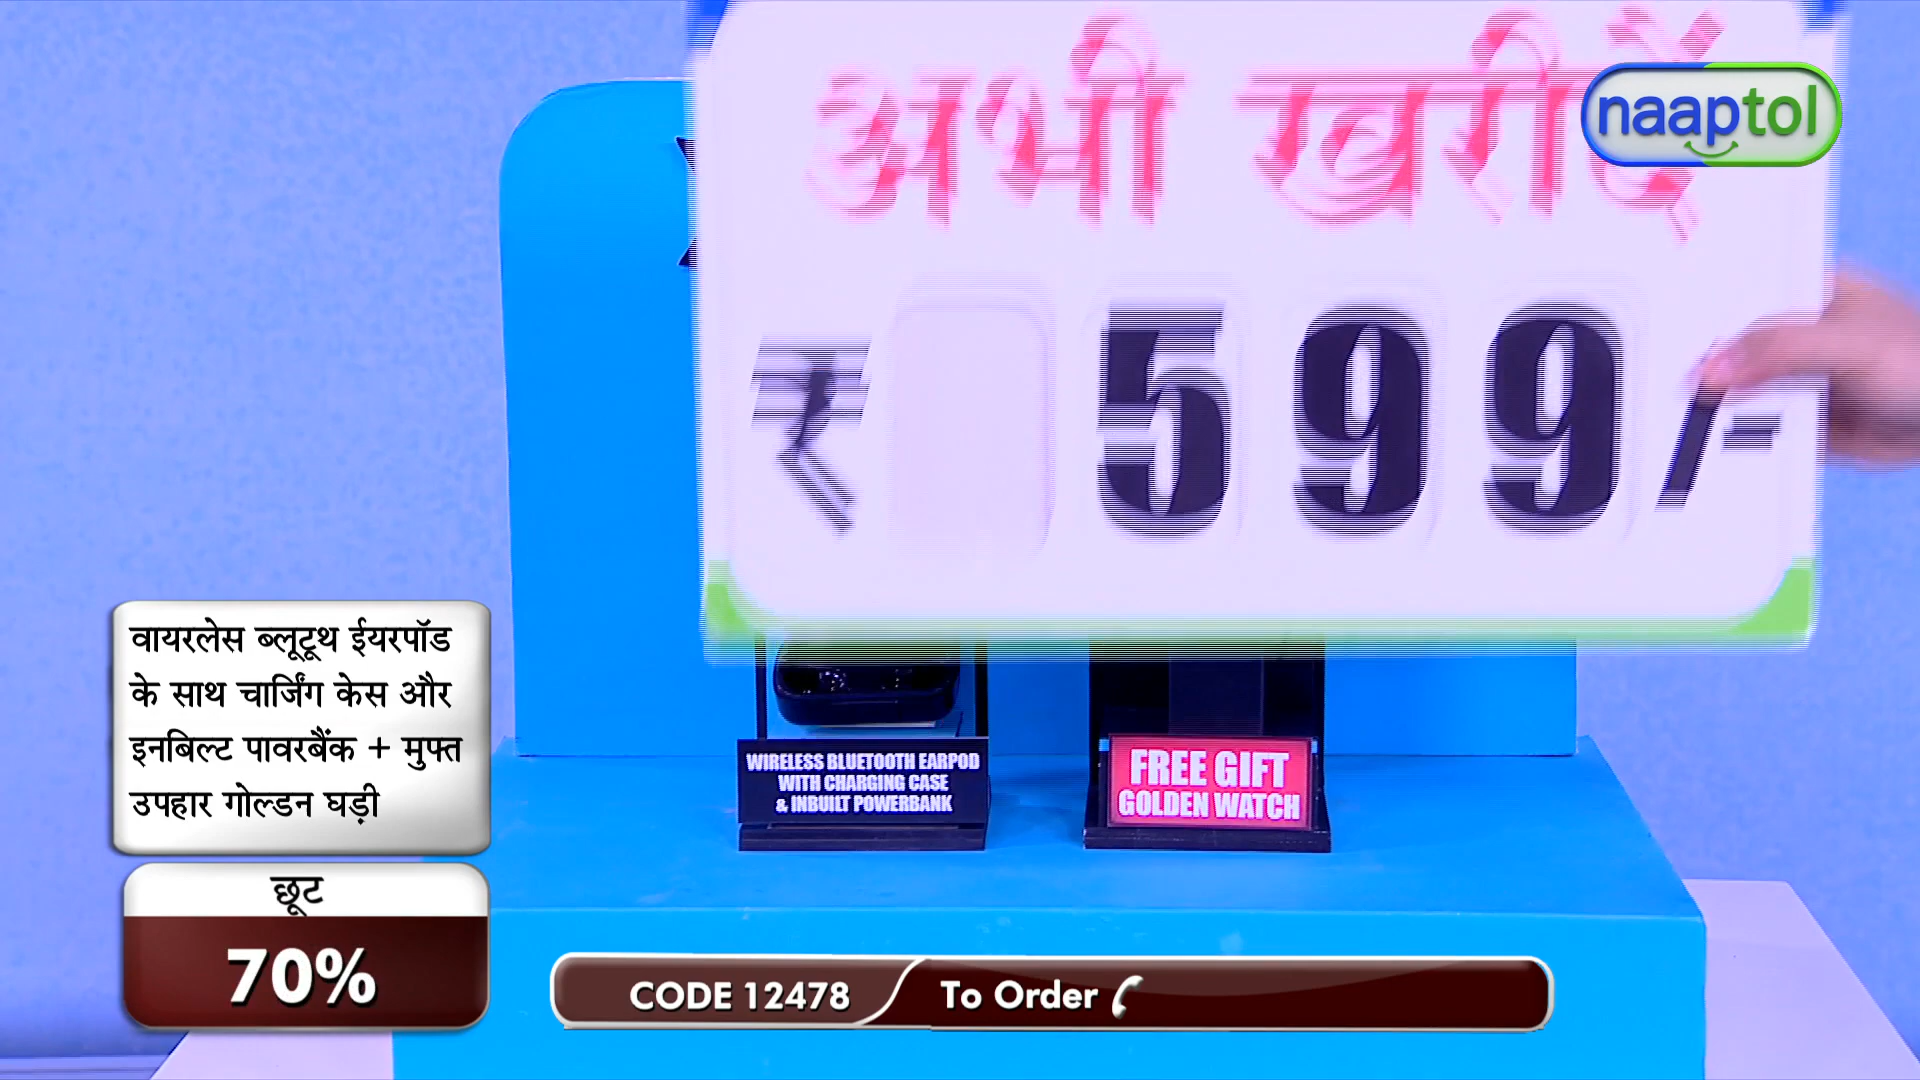 अभी खरीदें
naaptol
₹ 599/-
वायरलेस ब्लूटूथ ईयरपॉड
के साथ चार्जिंग केस और
इनबिल्ट पावरबैंक + मुफ्त
उपहार गोल्डन घड़ी
WIRELESS BLUETOOTH EARPOD
WITH CHARGING CASE
& INBUILT POWERBANK
FREE GIFT
GOLDEN WATCH
छूट
70%
CODE 12478
To Order